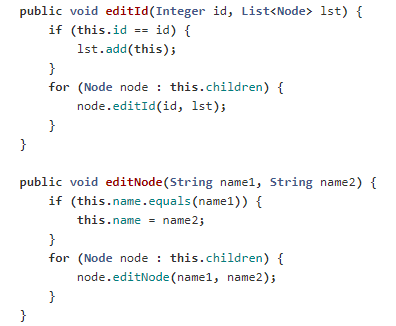 public void editId(Integer id, List<Node> lst) {
    if (this.id == id) {
        lst.add(this);
    }
    for (Node node : this.children) {
        node.editId(id, lst);
    }
}

public void editNode(String name1, String name2) {
    if (this.name.equals(name1)) {
        this.name = name2;
    }
    for (Node node : this.children) {
        node.editNode(name1, name2);
    }
}